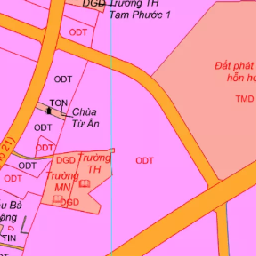 DGD Trường TH
Tam Phước 1
ODT
Đất phát
hỗn hợ
ODT
TMD
TON
Chùa
Từ Ân
ODT
ODT
DGD
Trường
TH
ODT
ODT
Trường
MN
ODT
DGD
TIN